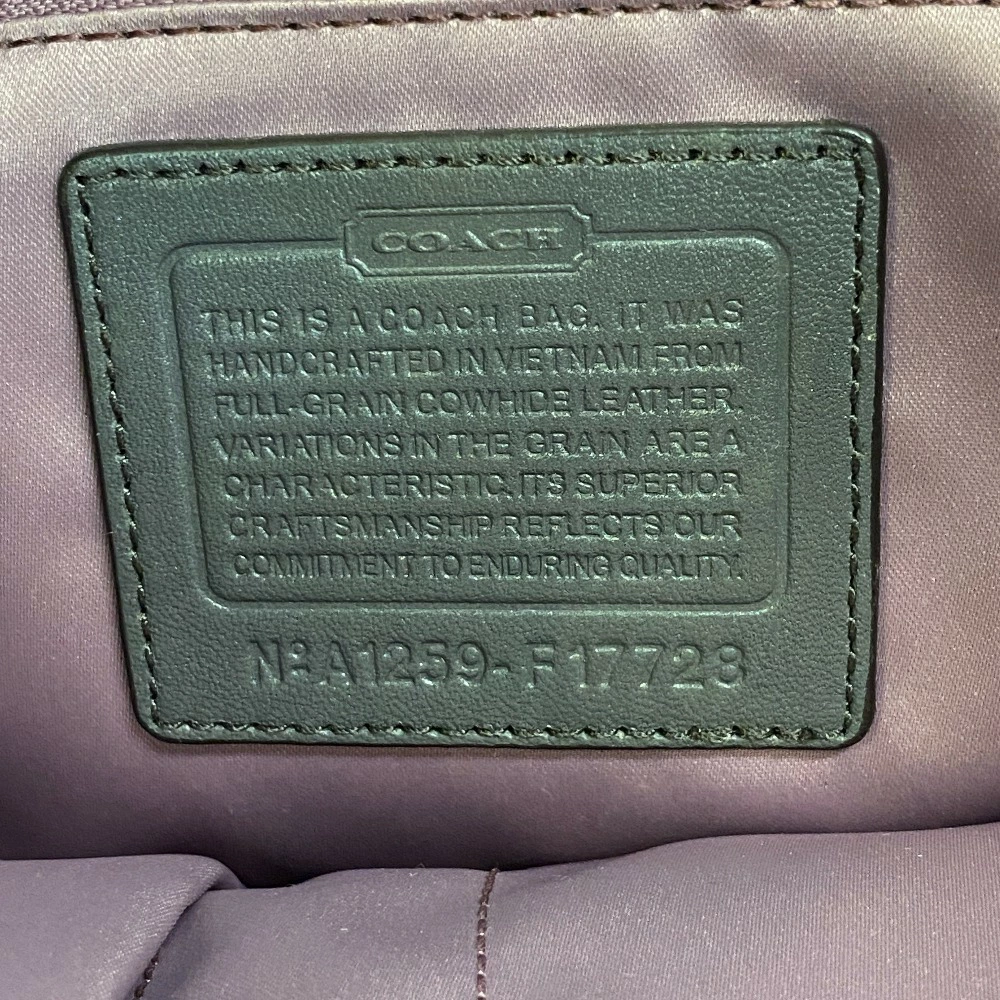 COACH
THIS IS A COACH BAG. IT WAS
HANDCRAFTED IN VIETNAM FROM
FULL-GRAIN COWHIDE LEATHER.
VARIATIONS IN THE GRAIN ARE A
CHARACTERISTIC. ITS SUPERIOR
CRAFTSMANSHIP REFLECTS OUR
COMMITMENT TO ENDURING QUALITY.
Nº A1259-F17728